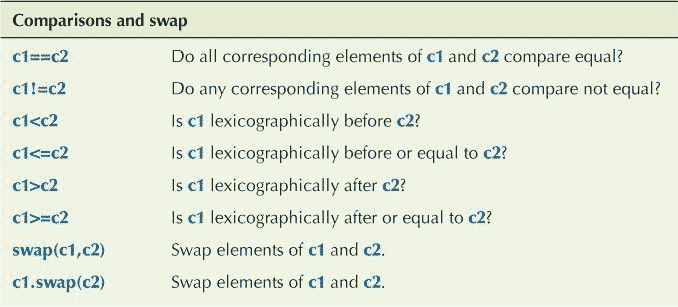 Comparisons and swap
c1==c2 Do all corresponding elements of c1 and c2 compare equal?
c1!=c2 Do any corresponding elements of c1 and c2 compare not equal?
c1<c2 Is c1 lexicographically before c2?
c1<=c2 Is c1 lexicographically before or equal to c2?
c1>c2 Is c1 lexicographically after c2?
c1>=c2 Is c1 lexicographically after or equal to c2?
swap(c1,c2) Swap elements of c1 and c2.
c1.swap(c2) Swap elements of c1 and c2.